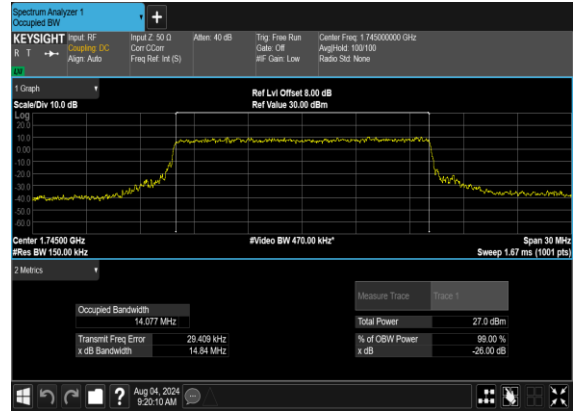 Spectrum Analyzer 1
Occupied BW
+
KEYSIGHT Input: RF Input Z: 50 Ω Atten: 40 dB Trig: Free Run Center Freq: 1.745000000 GHz
R T Coupling: DC Corr CCorr Gate: Off Avg|Hold: 100/100
Align: Auto Freq Ref: Int (S) #IF Gain: Low Radio Std: None
1 Graph Ref Lvl Offset 8.00 dB
Scale/Div 10.0 dB Ref Value 30.00 dBm
Log
20.0
10.0
0.00
-10.0
-20.0
-30.0
-40.0
-50.0
-60.0
Center 1.74500 GHz #Video BW 470.00 kHz* Span 30 MHz
#Res BW 150.00 kHz Sweep 1.67 ms (1001 pts)
2 Metrics
Measure Trace Trace 1
Occupied Bandwidth
14.077 MHz Total Power 27.0 dBm
Transmit Freq Error 29.409 kHz % of OBW Power 99.00 %
x dB Bandwidth 14.84 MHz x dB -26.00 dB
? Aug 04, 2024
9:20:10 AM